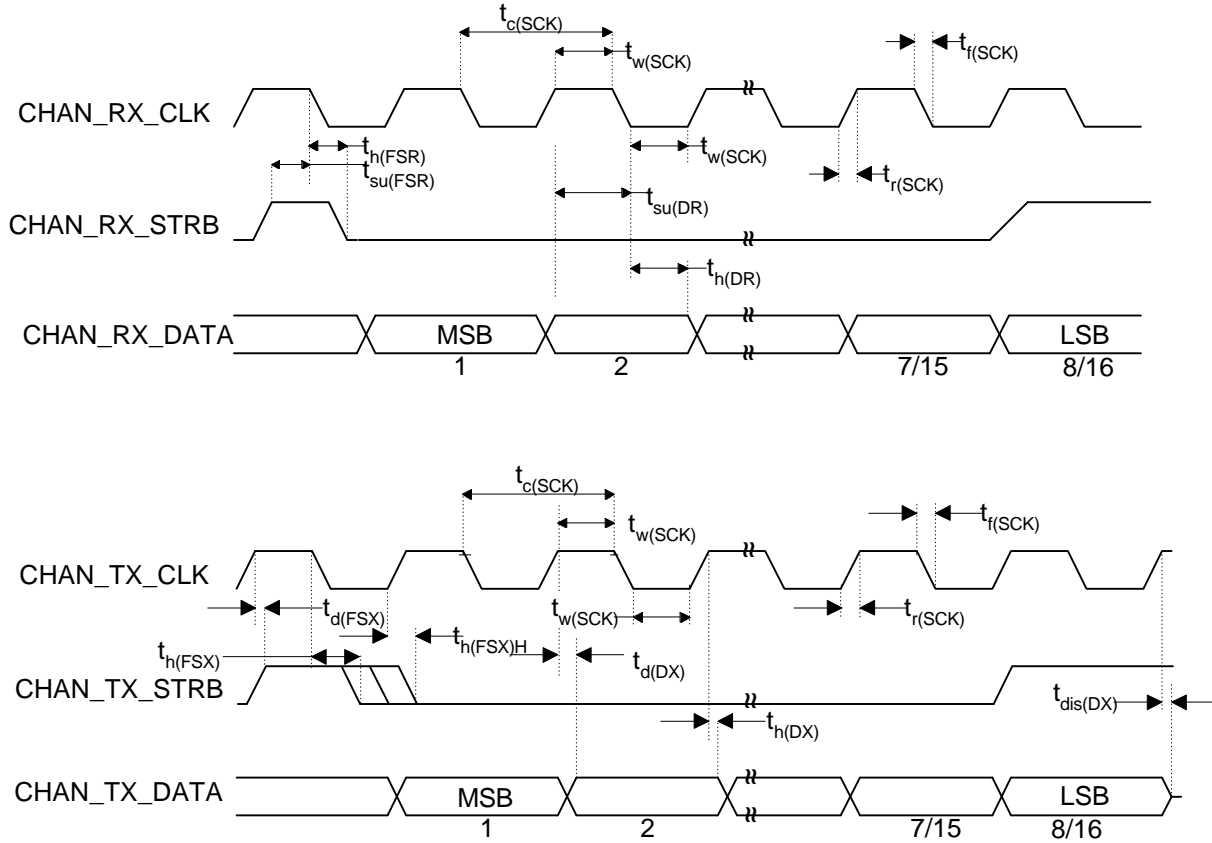 tc(SCK)
tw(SCK)
tf(SCK)
CHAN_RX_CLK
th(FSR)
tsu(FSR)
tw(SCK)
tr(SCK)
tsu(DR)
CHAN_RX_STRB
th(DR)
CHAN_RX_DATA
MSB
LSB
1
2
7/15
8/16
tc(SCK)
tw(SCK)
tf(SCK)
CHAN_TX_CLK
td(FSX)
tw(SCK)
tr(SCK)
th(FSX)
th(FSX)H
td(DX)
CHAN_TX_STRB
tdis(DX)
th(DX)
CHAN_TX_DATA
MSB
LSB
1
2
7/15
8/16